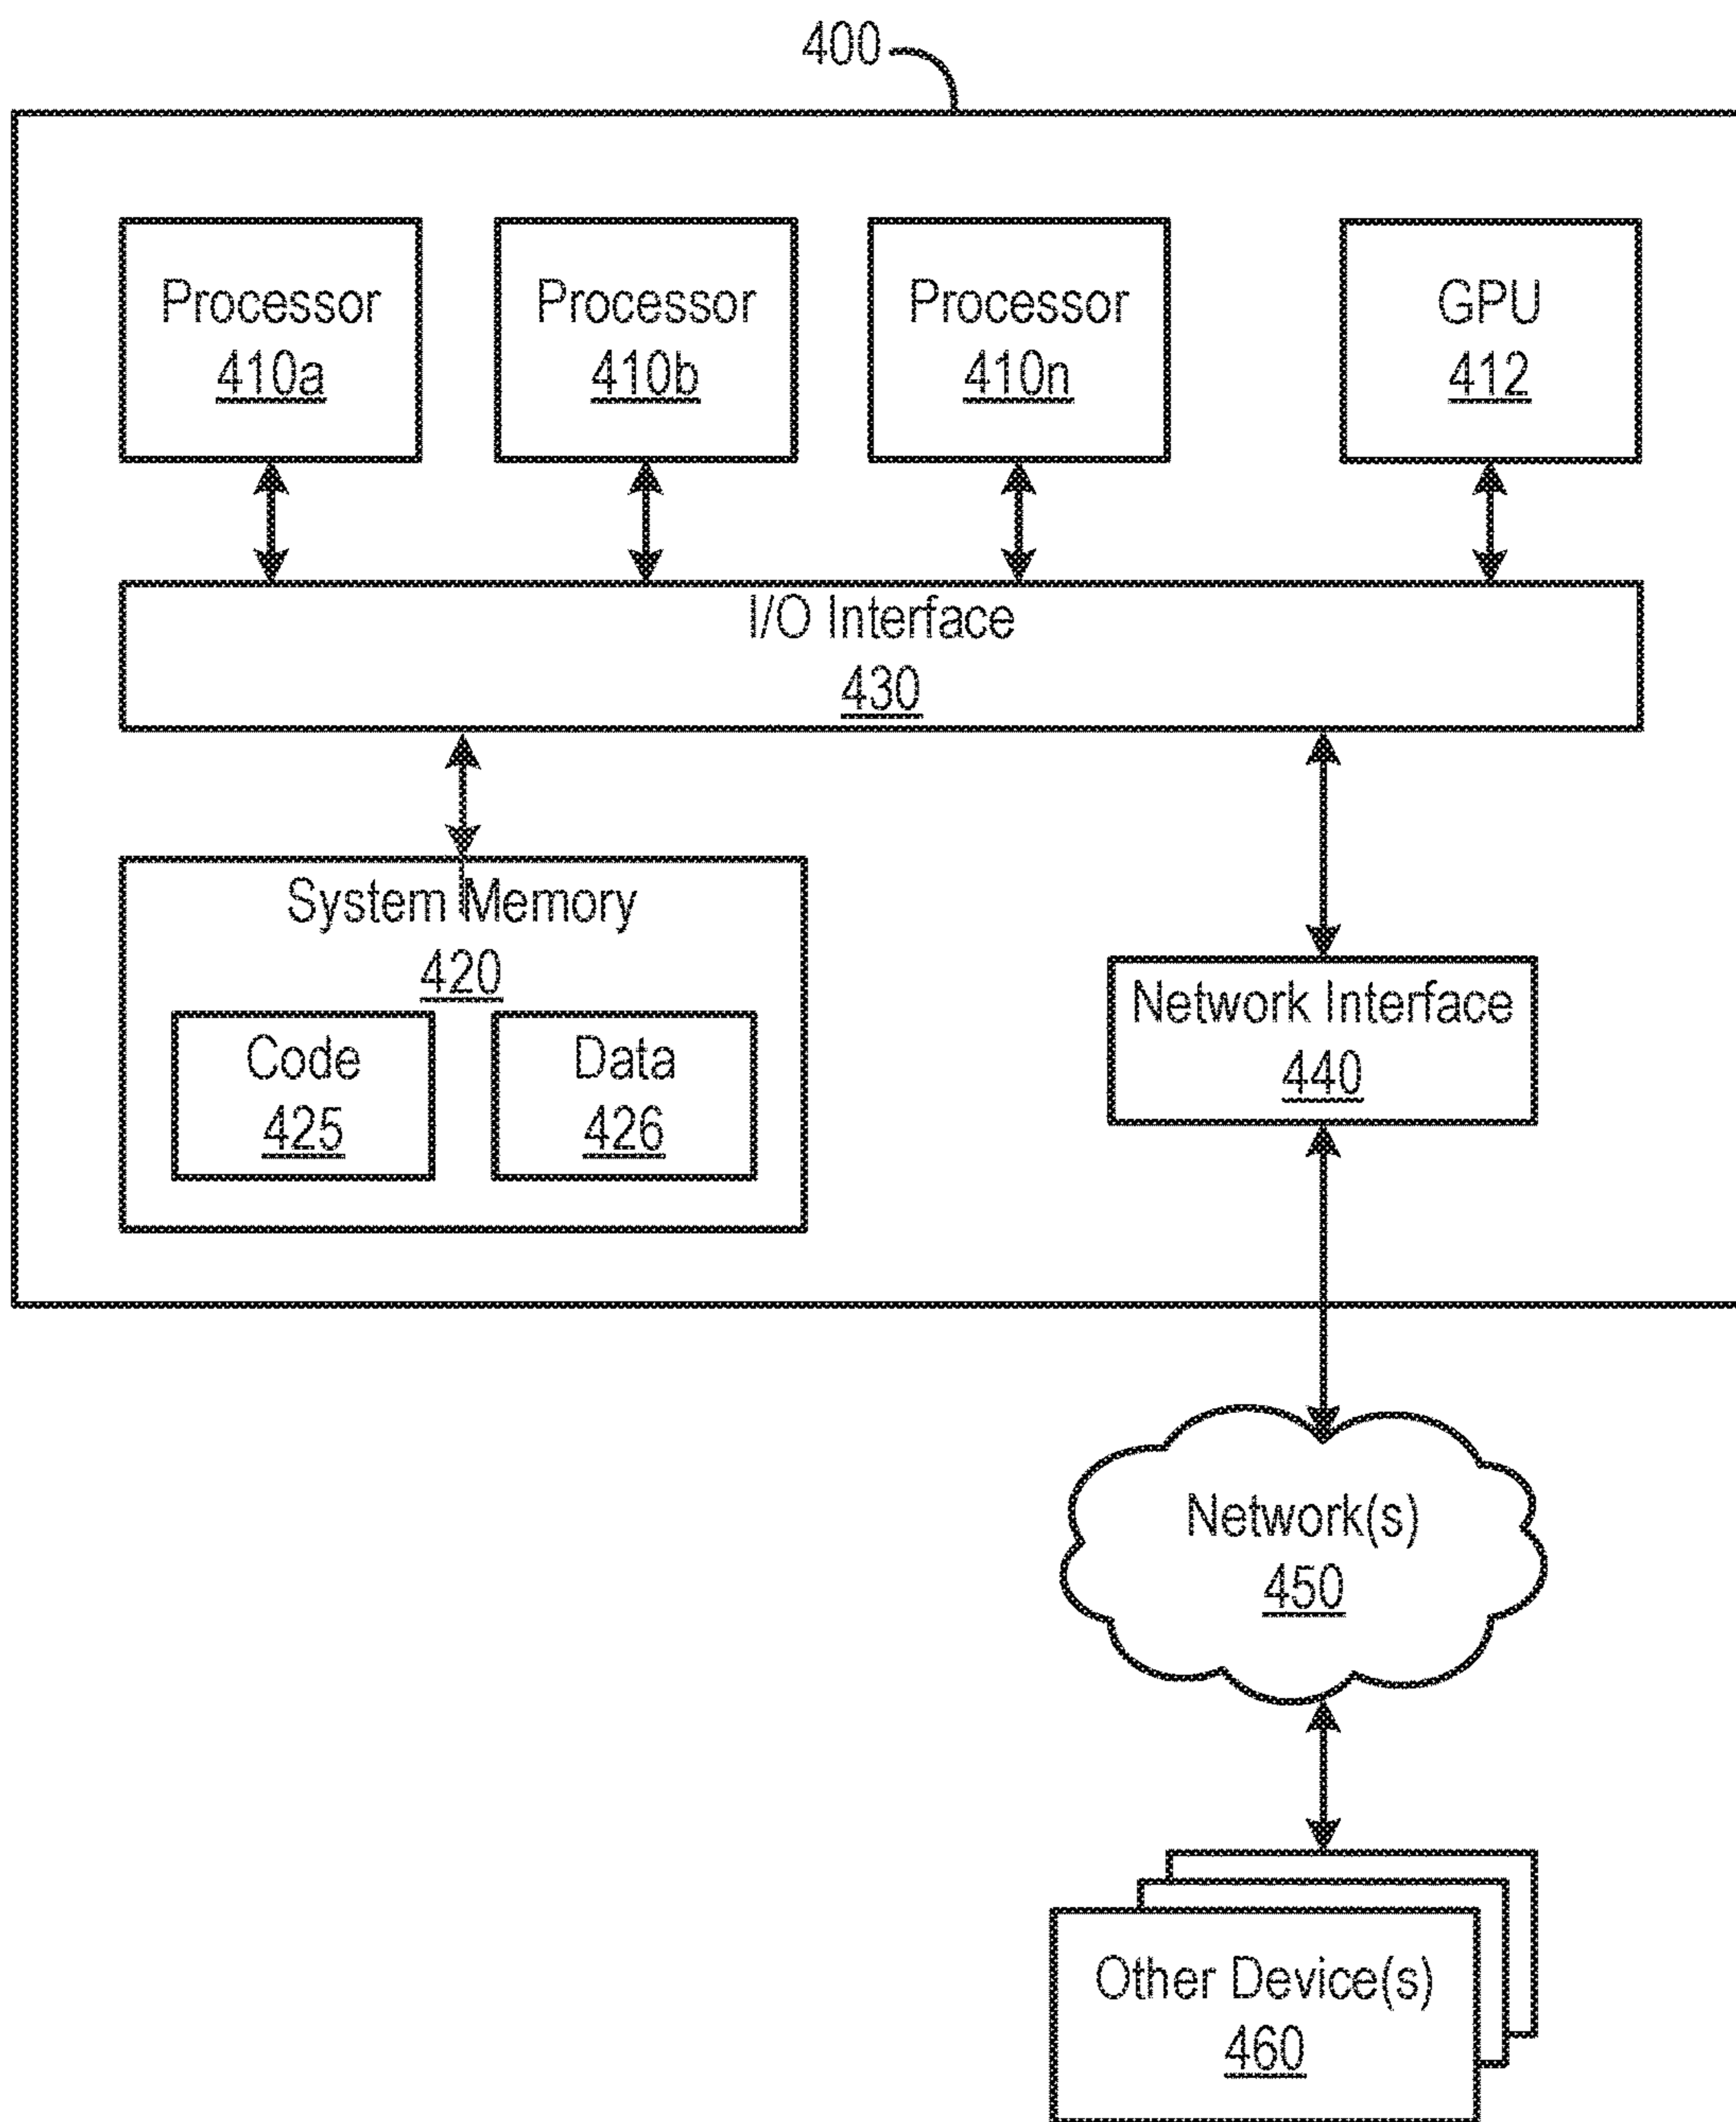 400
Processor
410a
Processor
410b
Processor
410n
GPU
412
I/O Interface
430
System Memory
420
Code
425
Data
426
Network Interface
440
Network(s)
450
Other Device(s)
460